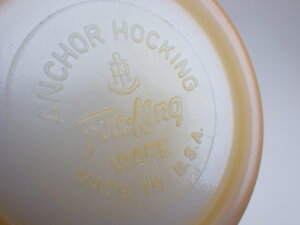 ANCHOR HOCKING
Fire-King
WARE
MADE IN U.S.A.